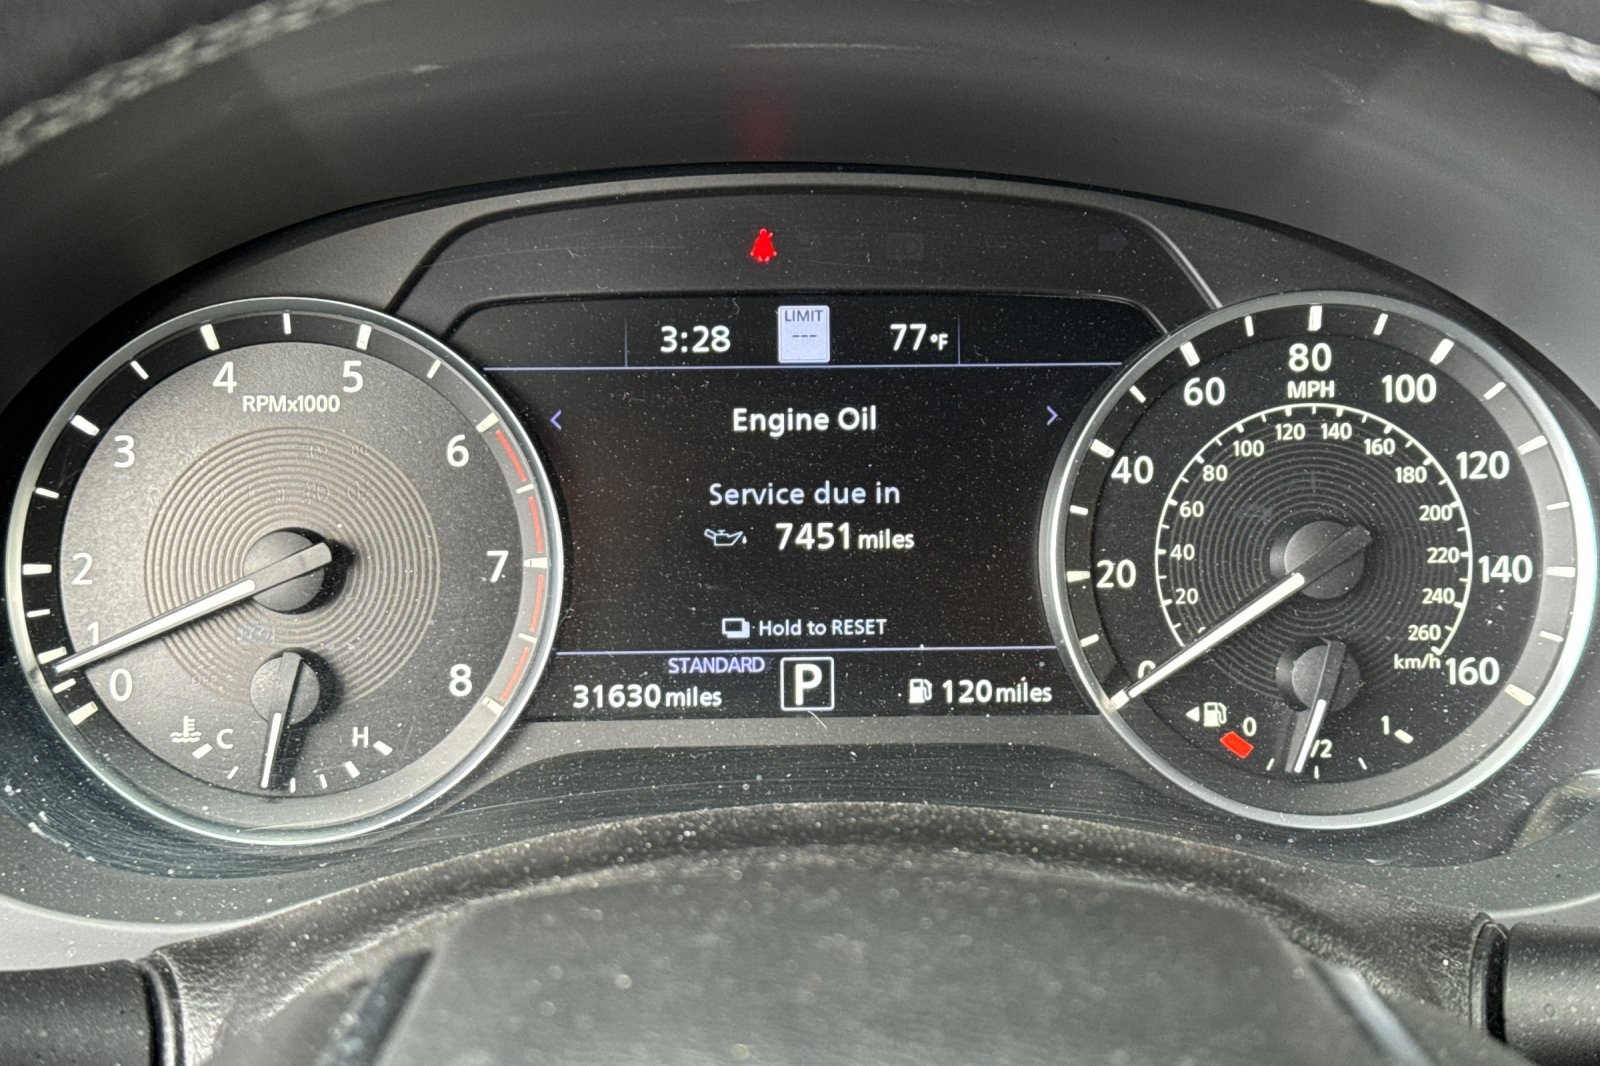 3:28
LIMIT
---
77°F
Engine Oil
Service due in
7451 miles
Hold to RESET
STANDARD
31630 miles
P
120 miles
0
1
2
3
4
5
6
7
8
RPMx1000
C
H
0
20
40
60
80
100
120
140
160
MPH
20
40
60
80
100
120
140
160
180
200
220
240
260
km/h
0
1/2
1